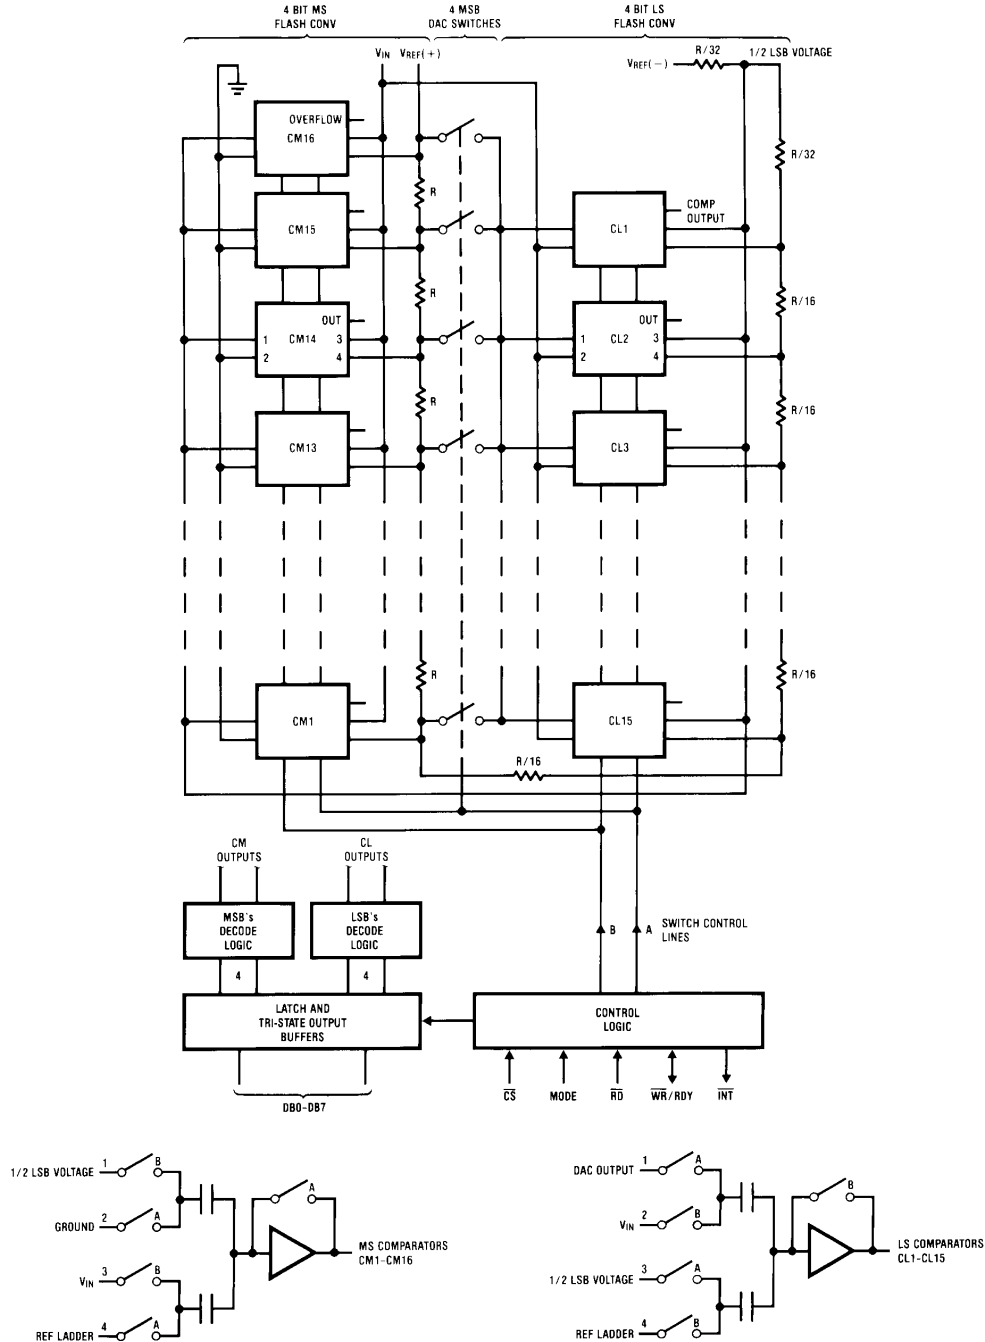 4 BIT MS
FLASH CONV
4 MSB
DAC SWITCHES
4 BIT LS
FLASH CONV
VIN
VREF(+)
VREF(−)
R/32
1/2 LSB VOLTAGE
OVERFLOW
CM16
R/32
R
CM15
CL1
COMP
OUTPUT
R
R/16
OUT
1
CM14
3
2
4
OUT
1
CL2
3
2
4
R
R/16
CM13
CL3
R
R/16
CM1
CL15
R/16
CM
OUTPUTS
CL
OUTPUTS
MSB's
DECODE
LOGIC
LSB's
DECODE
LOGIC
B
A
SWITCH CONTROL
LINES
4
4
LATCH AND
TRI-STATE OUTPUT
BUFFERS
CONTROL
LOGIC
CS
MODE
RD
WR/RDY
INT
DB0-DB7
1/2 LSB VOLTAGE
1
B
A
GROUND
2
A
MS COMPARATORS
CM1-CM16
VIN
3
B
REF LADDER
4
A
DAC OUTPUT
1
A
B
VIN
2
B
LS COMPARATORS
CL1-CL15
1/2 LSB VOLTAGE
3
A
REF LADDER
4
B